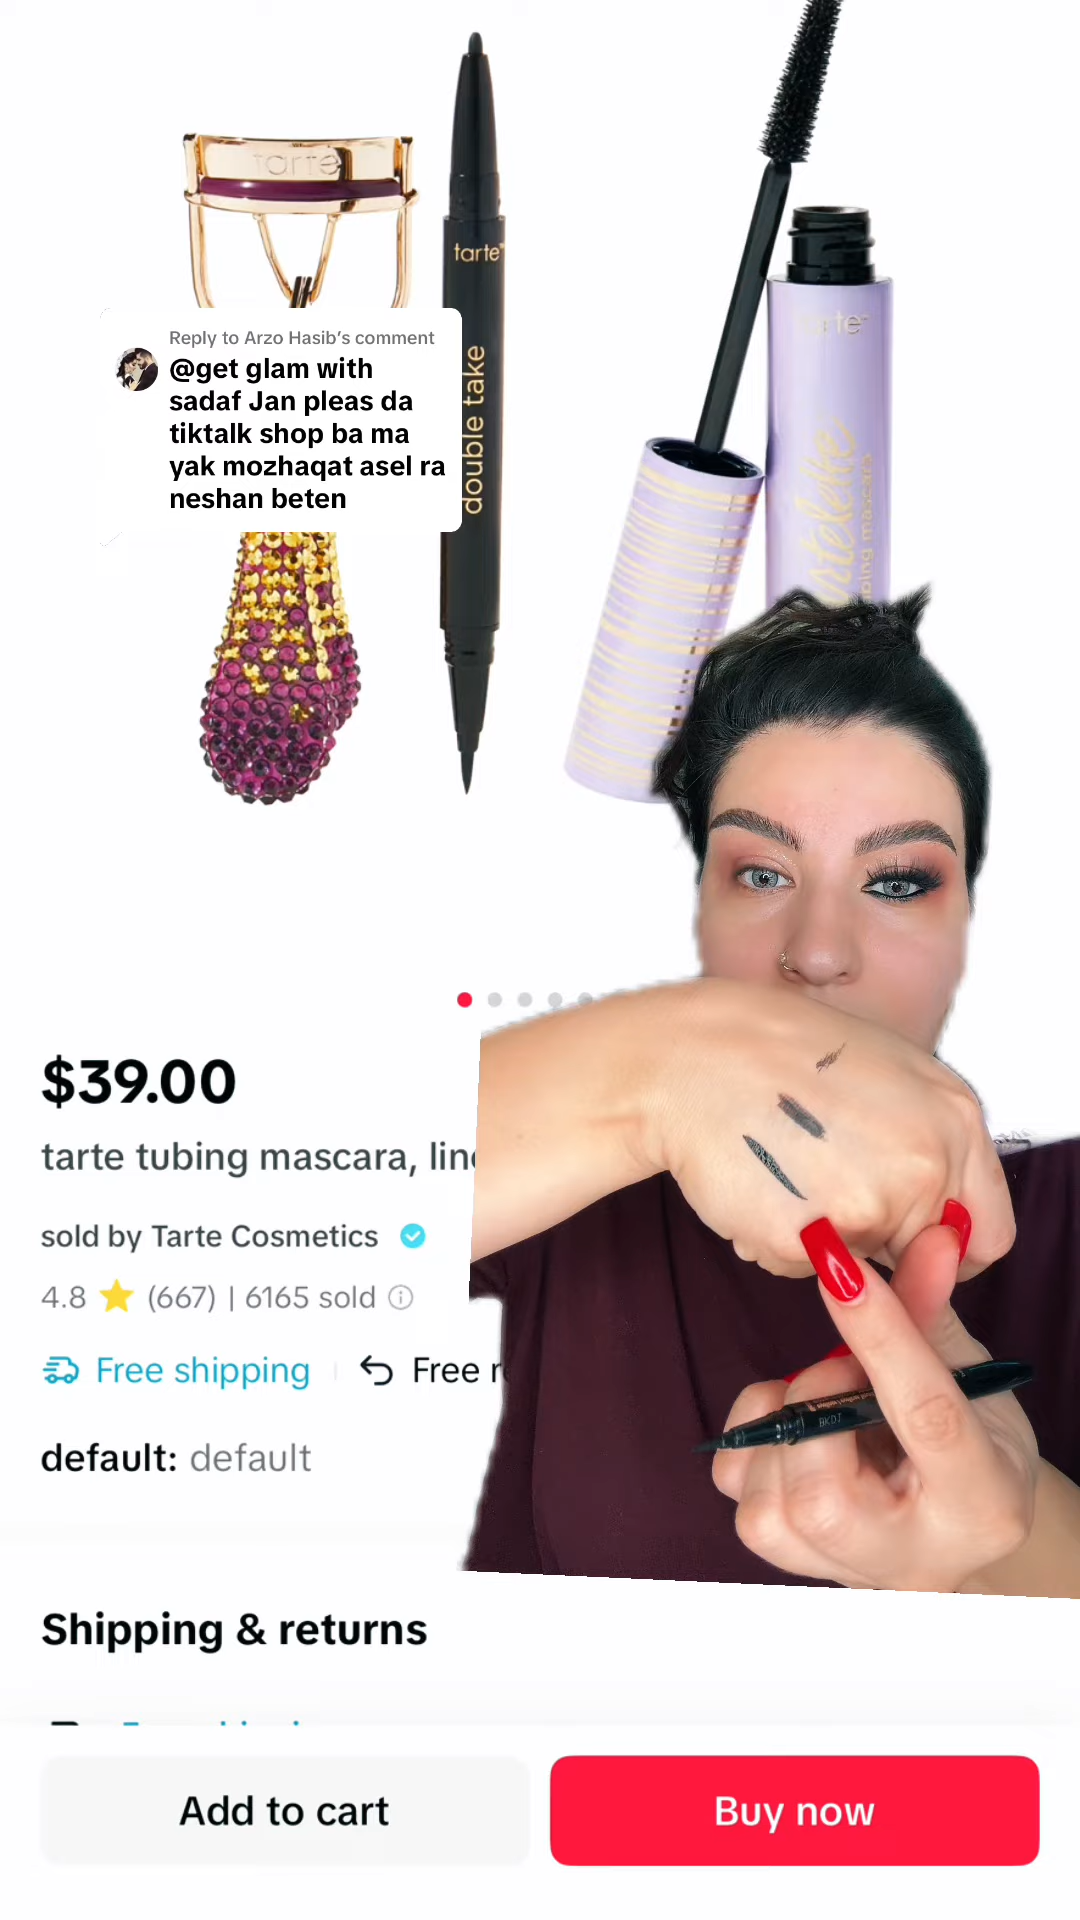 tarte
tarte™
double take
tarte
Reply to Arzo Hasib's comment
@get glam with
sadaf Jan pleas da
tiktalk shop ba ma
yak mozhaqat asel ra
neshan beten
$39.00
tarte tubing mascara,
sold by Tarte Cosmetics
4.8 ⭐ (667) | 6165 sold
Free shipping
Free
default: default
Shipping & returns
Add to cart
Buy now